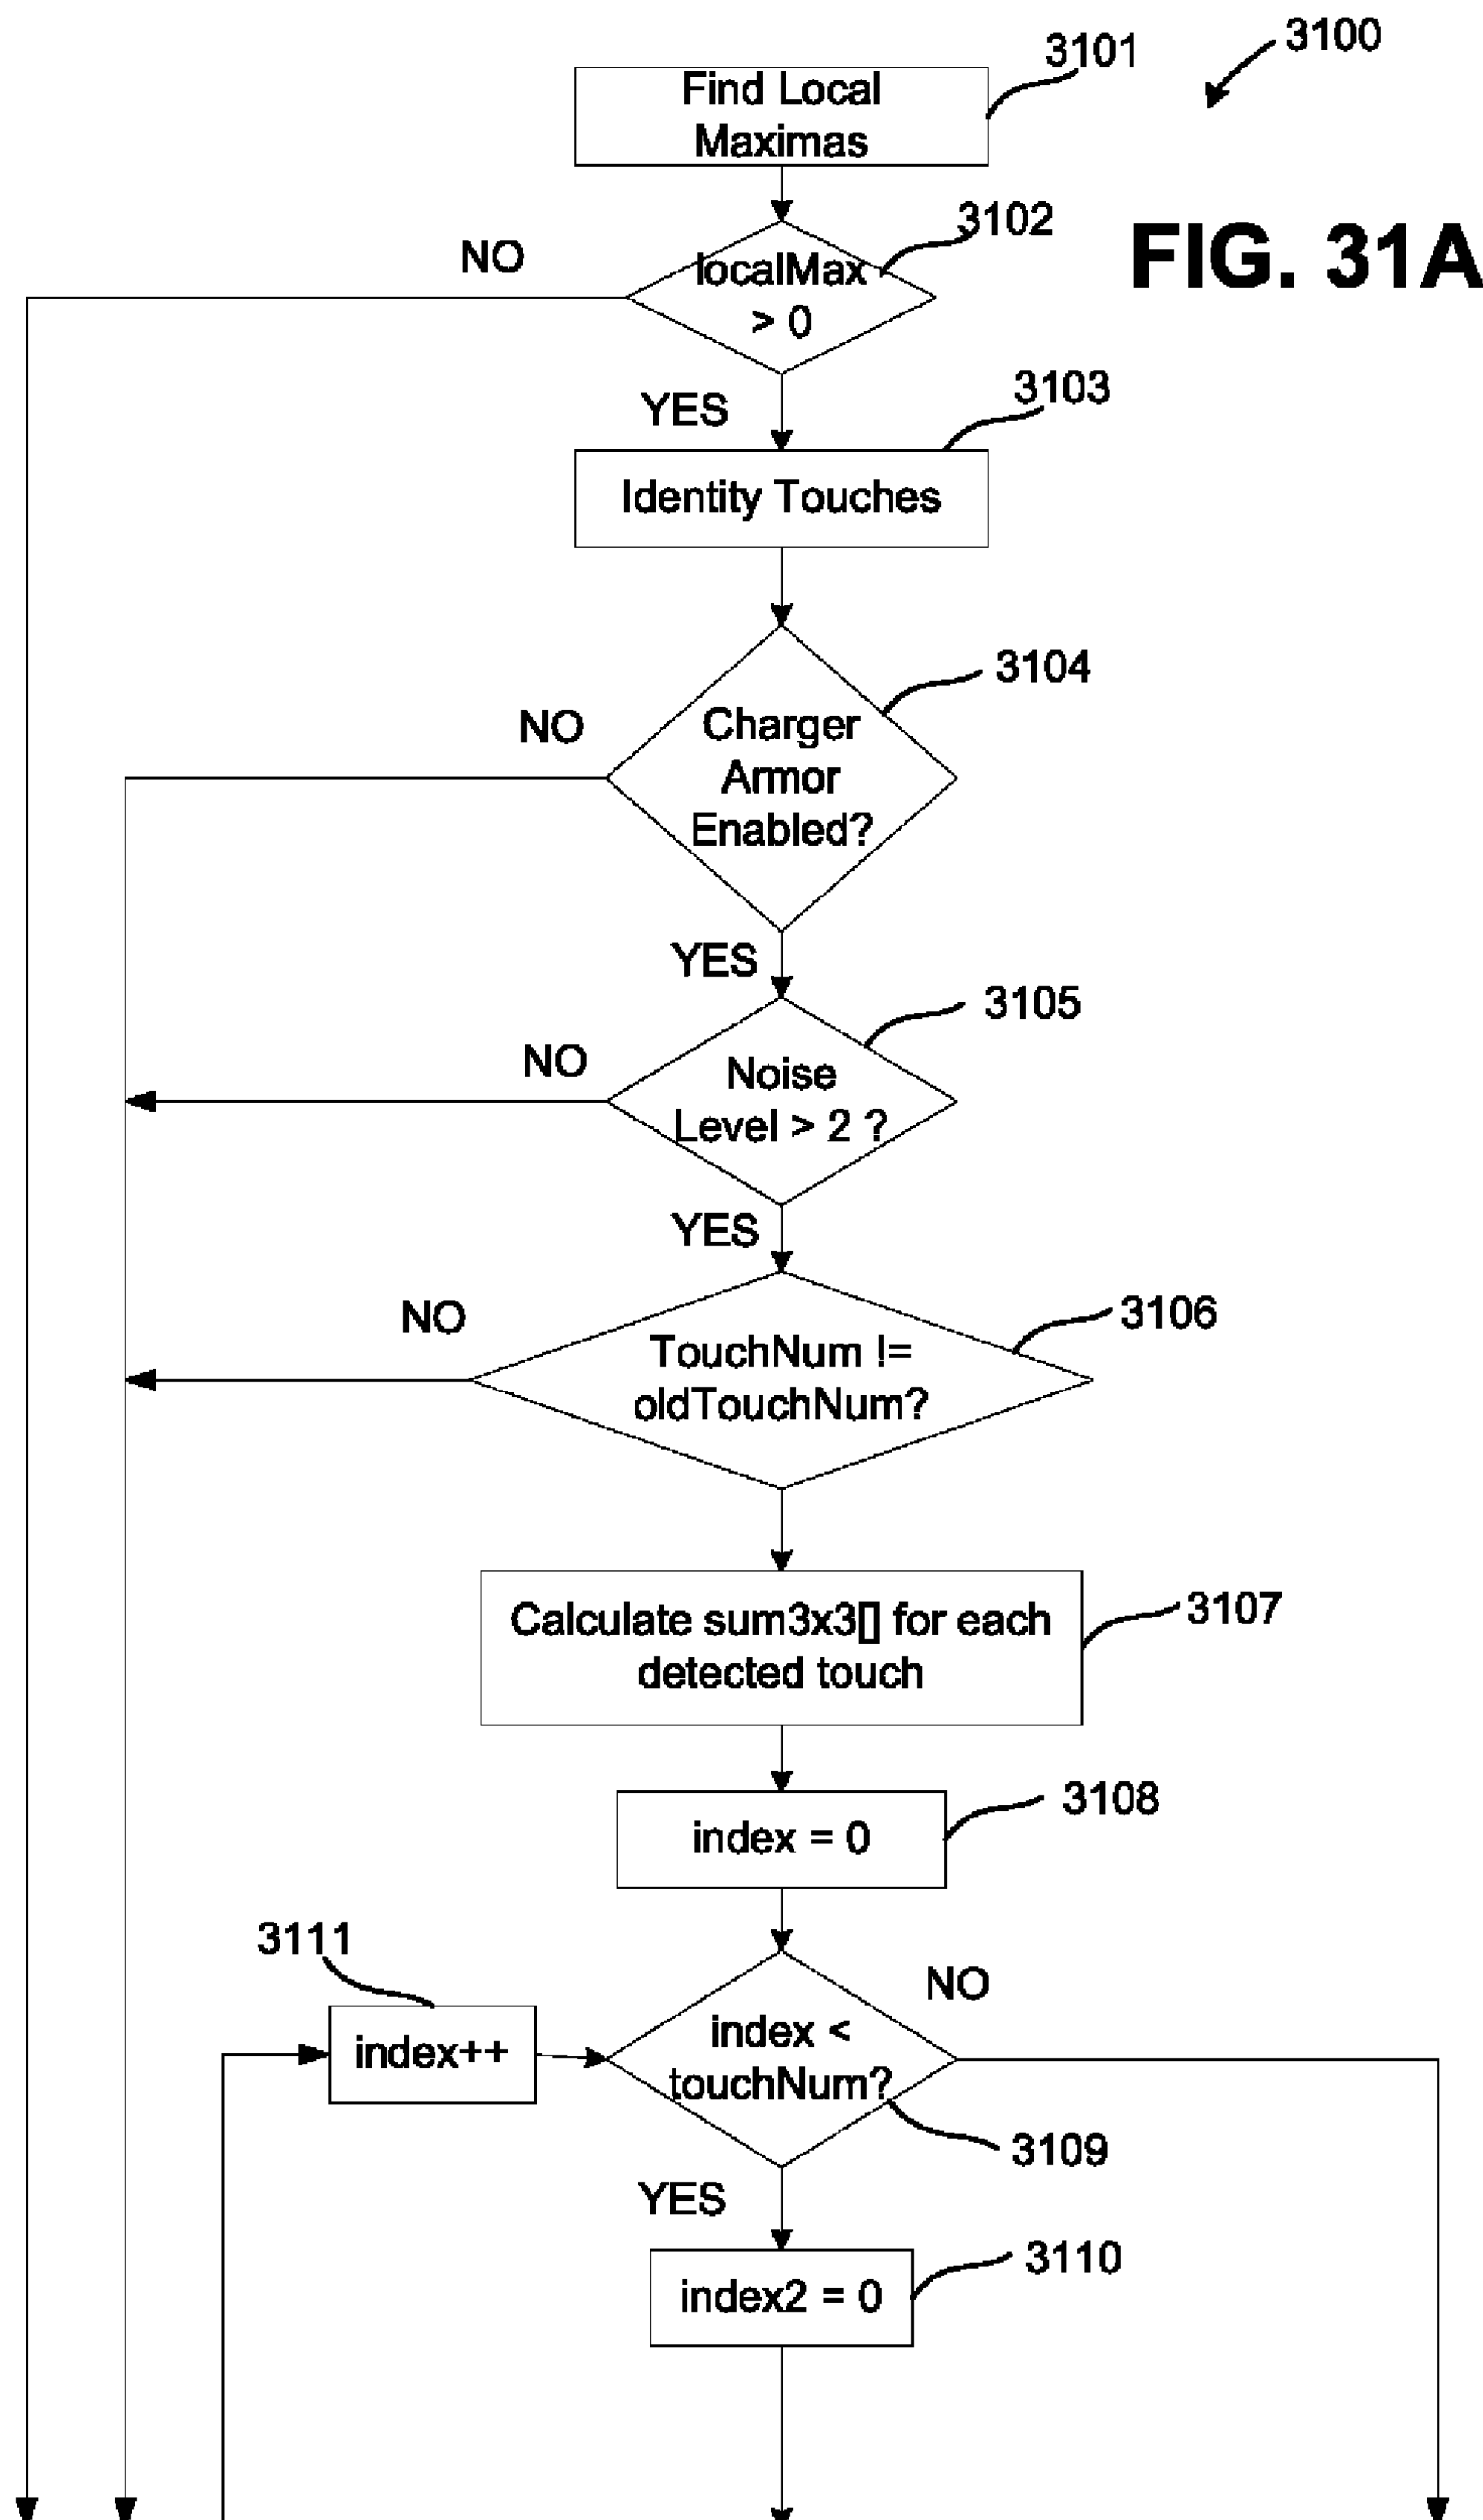 3100
3101
Find Local
Maximas
3102
FIG. 31A
NO
localMax
> 0
YES
3103
Identity Touches
3104
NO
Charger
Armor
Enabled?
YES
3105
NO
Noise
Level > 2 ?
YES
3106
NO
TouchNum !=
oldTouchNum?
3107
Calculate sum3x3[] for each
detected touch
3108
index = 0
3111
NO
index++
index <
touchNum?
3109
YES
3110
index2 = 0